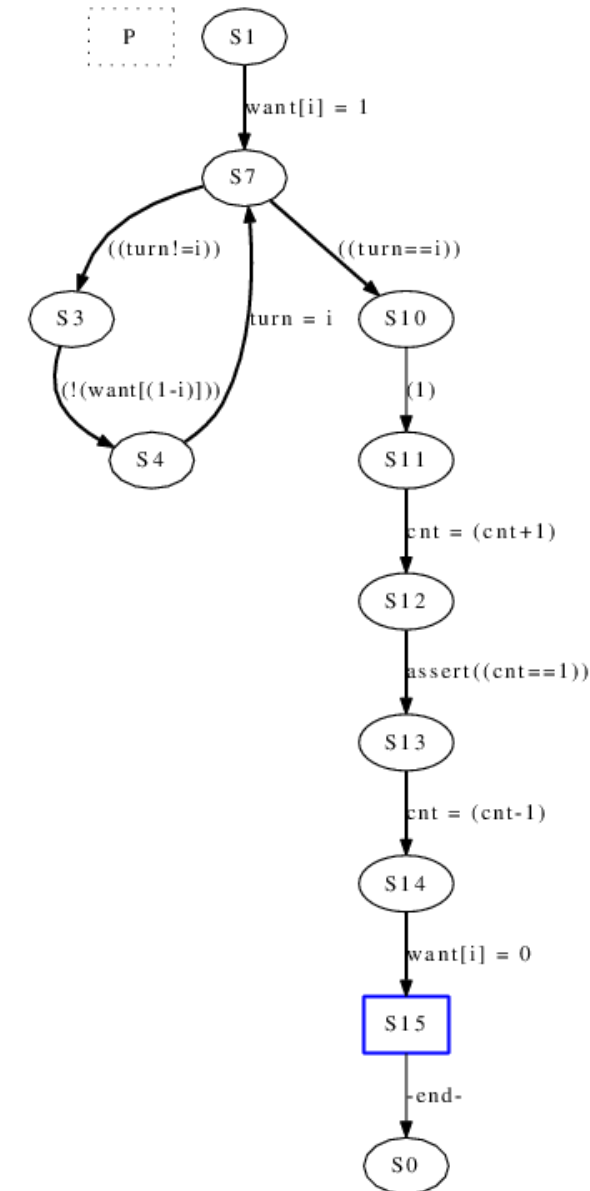 P
S1
want[i] = 1
S7
((turn!=i))
((turn==i))
S3
turn = i
S10
(!(want[(1-i)]))
(1)
S4
S11
cnt = (cnt+1)
S12
assert((cnt==1))
S13
cnt = (cnt-1)
S14
want[i] = 0
S15
-end-
S0